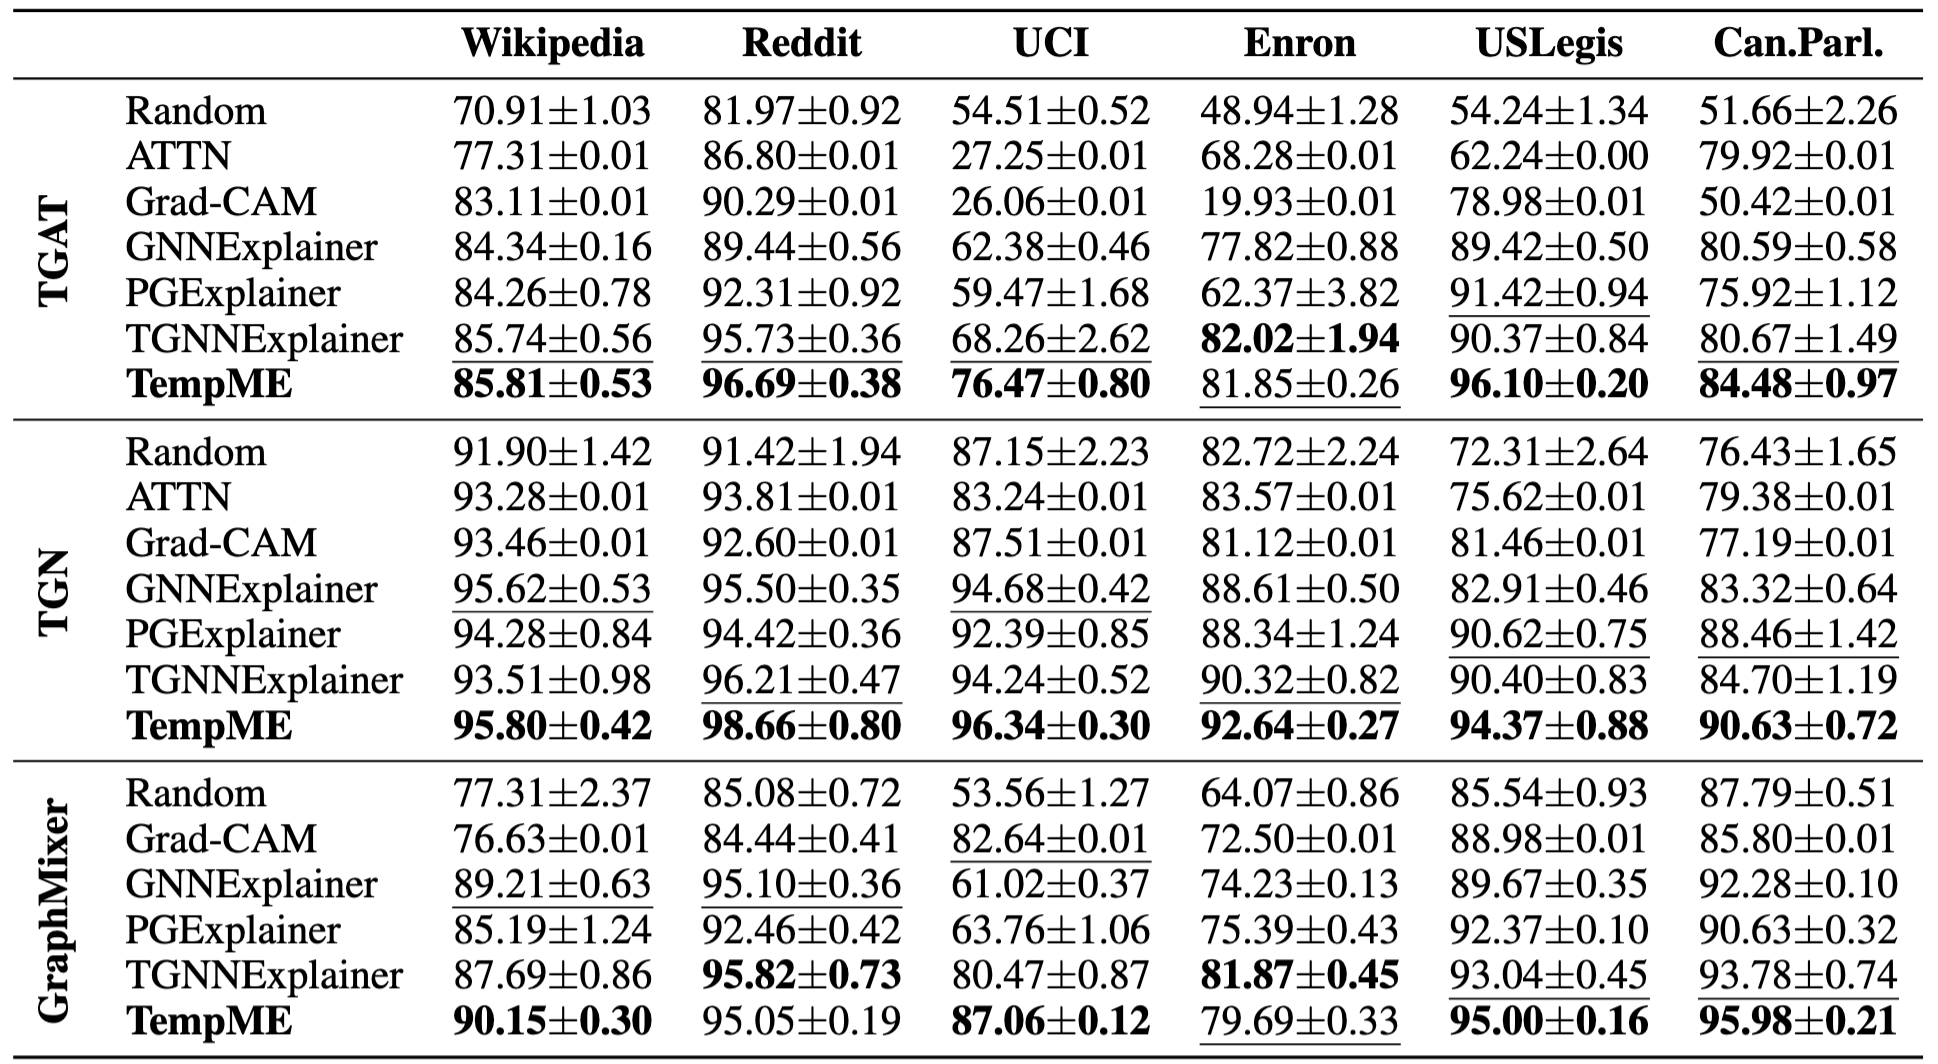 Wikipedia Reddit UCI Enron USLegis Can.Parl.
TGAT
Random 70.91±1.03 81.97±0.92 54.51±0.52 48.94±1.28 54.24±1.34 51.66±2.26
ATTN 77.31±0.01 86.80±0.01 27.25±0.01 68.28±0.01 62.24±0.00 79.92±0.01
Grad-CAM 83.11±0.01 90.29±0.01 26.06±0.01 19.93±0.01 78.98±0.01 50.42±0.01
GNNExplainer 84.34±0.16 89.44±0.56 62.38±0.46 77.82±0.88 89.42±0.50 80.59±0.58
PGExplainer 84.26±0.78 92.31±0.92 59.47±1.68 62.37±3.82 91.42±0.94 75.92±1.12
TGNNExplainer 85.74±0.56 95.73±0.36 68.26±2.62 82.02±1.94 90.37±0.84 80.67±1.49
TempME 85.81±0.53 96.69±0.38 76.47±0.80 81.85±0.26 96.10±0.20 84.48±0.97
TGN
Random 91.90±1.42 91.42±1.94 87.15±2.23 82.72±2.24 72.31±2.64 76.43±1.65
ATTN 93.28±0.01 93.81±0.01 83.24±0.01 83.57±0.01 75.62±0.01 79.38±0.01
Grad-CAM 93.46±0.01 92.60±0.01 87.51±0.01 81.12±0.01 81.46±0.01 77.19±0.01
GNNExplainer 95.62±0.53 95.50±0.35 94.68±0.42 88.61±0.50 82.91±0.46 83.32±0.64
PGExplainer 94.28±0.84 94.42±0.36 92.39±0.85 88.34±1.24 90.62±0.75 88.46±1.42
TGNNExplainer 93.51±0.98 96.21±0.47 94.24±0.52 90.32±0.82 90.40±0.83 84.70±1.19
TempME 95.80±0.42 98.66±0.80 96.34±0.30 92.64±0.27 94.37±0.88 90.63±0.72
GraphMixer
Random 77.31±2.37 85.08±0.72 53.56±1.27 64.07±0.86 85.54±0.93 87.79±0.51
Grad-CAM 76.63±0.01 84.44±0.41 82.64±0.01 72.50±0.01 88.98±0.01 85.80±0.01
GNNExplainer 89.21±0.63 95.10±0.36 61.02±0.37 74.23±0.13 89.67±0.35 92.28±0.10
PGExplainer 85.19±1.24 92.46±0.42 63.76±1.06 75.39±0.43 92.37±0.10 90.63±0.32
TGNNExplainer 87.69±0.86 95.82±0.73 80.47±0.87 81.87±0.45 93.04±0.45 93.78±0.74
TempME 90.15±0.30 95.05±0.19 87.06±0.12 79.69±0.33 95.00±0.16 95.98±0.21